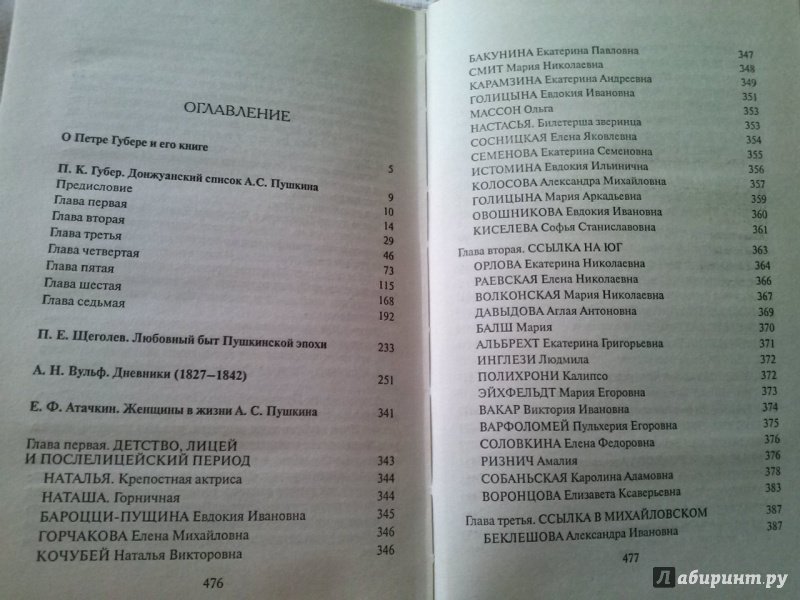 ОГЛАВЛЕНИЕ
О Петре Губере и его книге 5
П. К. Губер. Донжуанский список А.С. Пушкина
Предисловие 9
Глава первая 10
Глава вторая 14
Глава третья 29
Глава четвертая 46
Глава пятая 73
Глава шестая 115
Глава седьмая 168
192
П. Е. Щеголев. Любовный быт Пушкинской эпохи 233
А. Н. Вульф. Дневники (1827–1842) 251
Е. Ф. Атачкин. Женщины в жизни А. С. Пушкина 341
Глава первая. ДЕТСТВО, ЛИЦЕЙ
И ПОСЛЕЛИЦЕЙСКИЙ ПЕРИОД 343
НАТАЛЬЯ. Крепостная актриса 344
НАТАША. Горничная 344
БАРОЦЦИ-ПУЩИНА Евдокия Ивановна 345
ГОРЧАКОВА Елена Михайловна 346
КОЧУБЕЙ Наталья Викторовна 346
476
БАКУНИНА Екатерина Павловна 347
СМИТ Мария Николаевна 348
КАРАМЗИНА Екатерина Андреевна 349
ГОЛИЦЫНА Евдокия Ивановна 351
МАССОН Ольга 353
НАСТАСЬЯ. Билетерша зверинца 353
СОСНИЦКАЯ Елена Яковлевна 354
СЕМЕНОВА Екатерина Семеновна 355
ИСТОМИНА Евдокия Ильинична 356
КОЛОСОВА Александра Михайловна 357
ГОЛИЦЫНА Мария Аркадьевна 359
ОВОШНИКОВА Евдокия Ивановна 360
КИСЕЛЕВА Софья Станиславовна 361
Глава вторая. ССЫЛКА НА ЮГ 363
ОРЛОВА Екатерина Николаевна 364
РАЕВСКАЯ Елена Николаевна 366
ВОЛКОНСКАЯ Мария Николаевна 367
ДАВЫДОВА Аглая Антоновна 369
БАЛШ Мария 370
АЛЬБРЕХТ Екатерина Григорьевна 371
ИНГЛЕЗИ Людмила 372
ПОЛИХРОНИ Калипсо 372
ЭЙХФЕЛЬДТ Мария Егоровна 373
ВАКАР Виктория Ивановна 374
ВАРФОЛОМЕЙ Пульхерия Егоровна 375
СОЛОВКИНА Елена Федоровна 376
РИЗНИЧ Амалия 376
СОБАНЬСКАЯ Каролина Адамовна 378
ВОРОНЦОВА Елизавета Ксаверьевна 383
Глава третья. ССЫЛКА В МИХАЙЛОВСКОМ 387
БЕКЛЕШОВА Александра Ивановна 387
477
Лабиринт.ру